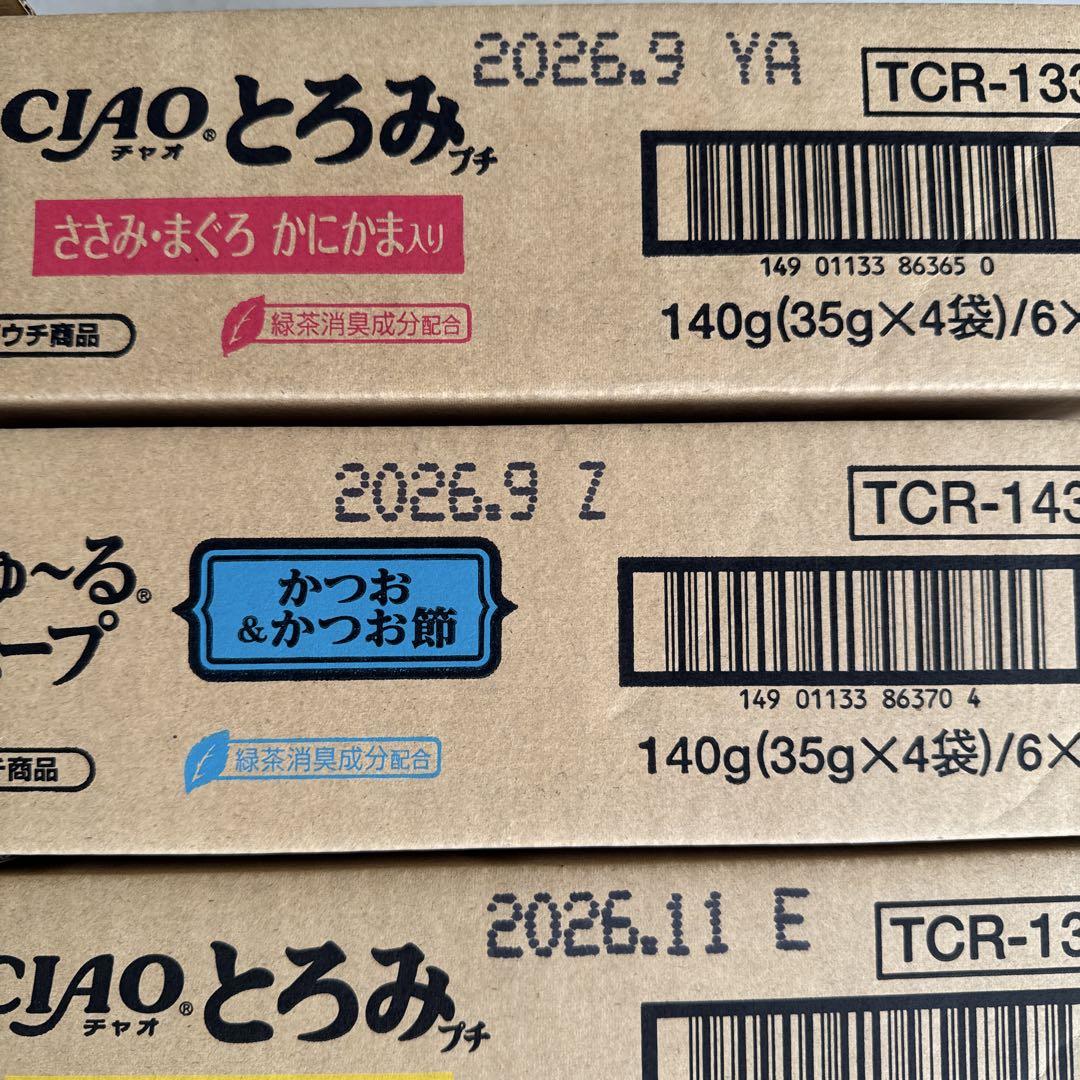 2026.9 YA
TCR-133
CIAO®とろみプチ
チャオ
ささみ・まぐろ かにかま入り
149 01133 86365 0
緑茶消臭成分配合
ウチ商品
140g(35g×4袋)/6×
2026.9 Z
TCR-143
ゅ～る®
ープ
かつお
&かつお節
149 01133 86370 4
緑茶消臭成分配合
チ商品
140g(35g×4袋)/6×
2026.11 E
TCR-13
CIAO®とろみプチ
チャオ